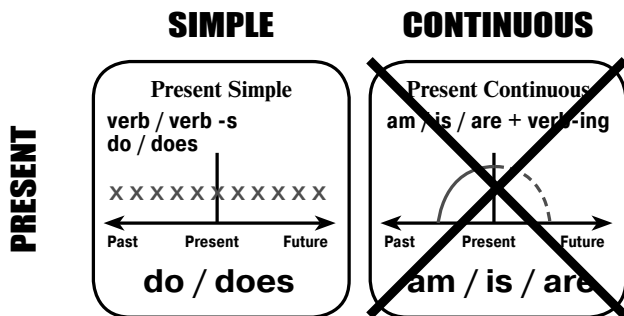 SIMPLE
CONTINUOUS
PRESENT
Present Simple
verb / verb -s
do / does
x x x x x x x x x x x
Past Present Future
do / does
Present Continuous
am / is / are + verb-ing
Past Present Future
am / is / are